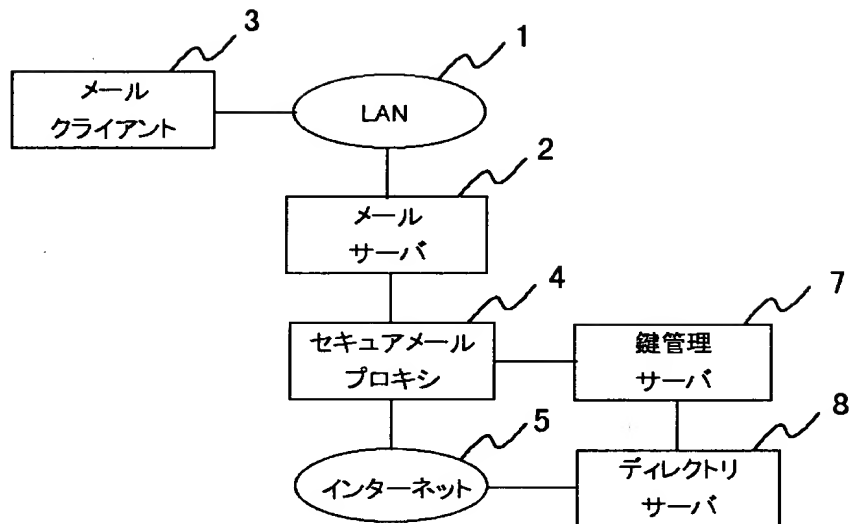 3
1
メール
クライアント
LAN
2
メール
サーバ
4
7
セキュアメール
プロキシ
鍵管理
サーバ
5
8
インターネット
ディレクトリ
サーバ